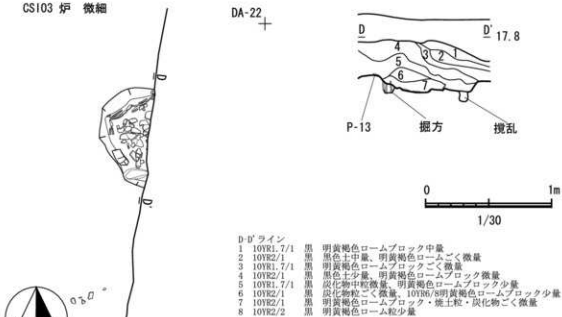 CSI03 炉 微細
DA-22
D
D' 17.8
4
3
1
2
5
6
7
P-13
掘方
撹乱
D
D'
0
1m
1/30
D-D' ライン
1 10YR1.7/1 黒 明黄褐色ロームブロック中量
2 10YR2/1 黒 黒色土中量、明黄褐色ロームごく微量
3 10YR1.7/1 黒 明黄褐色ロームブロックごく微量
4 10YR2/1 黒 黒色土少量、明黄褐色ロームブロック微量
5 10YR1.7/1 黒 炭化物中粒微量、明黄褐色ロームブロック少量
6 10YR2/1 黒 炭化物粒ごく微量、10YR6/8明黄褐色ロームブロック少量
7 10YR2/1 黒 明黄褐色ロームブロック・焼土粒・炭化物ごく微量
8 10YR2/2 黒 明黄褐色ローム粒少量